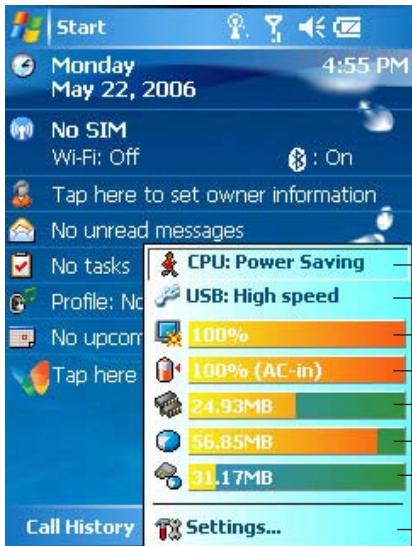 Start
Monday 4:55 PM
May 22, 2006
No SIM
Wi-Fi: Off : On
Tap here to set owner information
No unread messages
No tasks
Profile: No
No upcom
Tap here
CPU: Power Saving
USB: High speed
100%
100% (AC-in)
24.93MB
56.85MB
31.17MB
Settings...
Call History